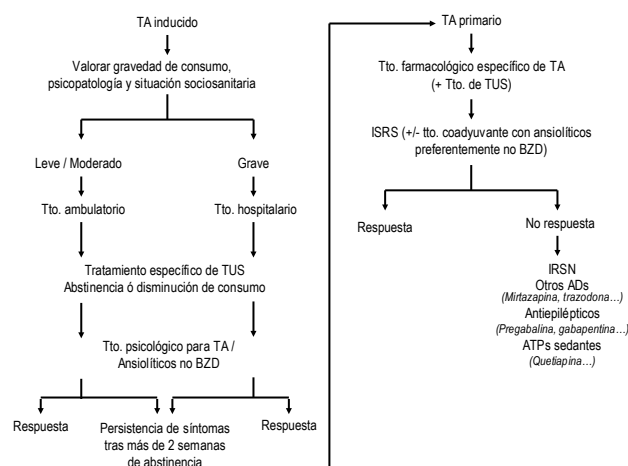 TA inducido
Valorar gravedad de consumo,
psicopatología y situación sociosanitaria
Leve / Moderado
Grave
Tto. ambulatorio
Tto. hospitalario
Tratamiento específico de TUS
Abstinencia ó disminución de consumo
Tto. psicológico para TA /
Ansiolíticos no BZD
Respuesta
Persistencia de síntomas
tras más de 2 semanas
de abstinencia
Respuesta
TA primario
Tto. farmacológico específico de TA
(+ Tto. de TUS)
ISRS (+/- tto. coadyuvante con ansiolíticos
preferentemente no BZD)
Respuesta
No respuesta
IRSN
Otros ADs
(Mirtazapina, trazodona…)
Antiepilépticos
(Pregabalina, gabapentina…)
ATPs sedantes
(Quetiapina…)